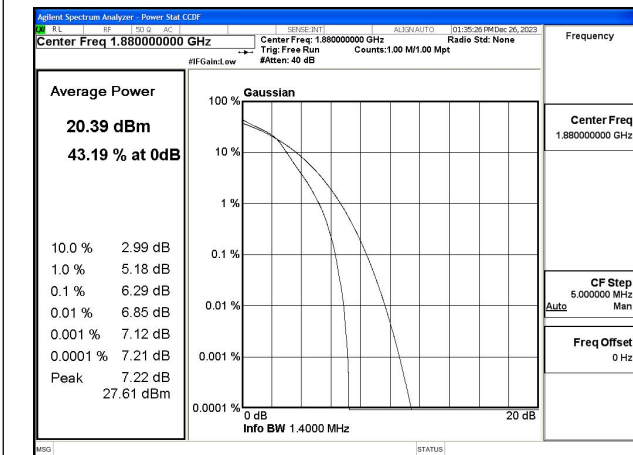 Agilent Spectrum Analyzer - Power Stat CCDF
RL RF 50 Ω AC SENSE:INT ALIGN AUTO 01:35:26 PM Dec 26, 2023
Center Freq 1.880000000 GHz
Center Freq: 1.880000000 GHz Radio Std: None
Trig: Free Run Counts:1.00 M/1.00 Mpt
#IFGain:Low #Atten: 40 dB
Frequency
Average Power
20.39 dBm
43.19 % at 0dB
10.0 % 2.99 dB
1.0 % 5.18 dB
0.1 % 6.29 dB
0.01 % 6.85 dB
0.001 % 7.12 dB
0.0001 % 7.21 dB
Peak 7.22 dB
27.61 dBm
Gaussian
100 %
10 %
1 %
0.1 %
0.01 %
0.001 %
0.0001 %
0 dB 20 dB
Info BW 1.4000 MHz
Center Freq
1.880000000 GHz
CF Step
5.000000 MHz
Auto Man
Freq Offset
0 Hz
MSG STATUS